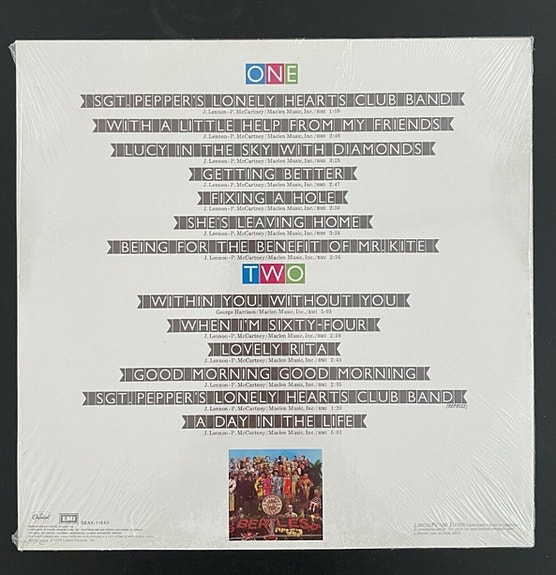 ONE
SGT. PEPPER'S LONELY HEARTS CLUB BAND
J. Lennon-P. McCartney/Maclen Music, Inc./BMI 1:59
WITH A LITTLE HELP FROM MY FRIENDS
J. Lennon-P. McCartney/Maclen Music, Inc./BMI 2:46
LUCY IN THE SKY WITH DIAMONDS
J. Lennon-P. McCartney/Maclen Music, Inc./BMI 3:25
GETTING BETTER
J. Lennon-P. McCartney/Maclen Music, Inc./BMI 2:47
FIXING A HOLE
J. Lennon-P. McCartney/Maclen Music, Inc./BMI 2:33
SHE'S LEAVING HOME
J. Lennon-P. McCartney/Maclen Music, Inc./BMI 3:24
BEING FOR THE BENEFIT OF MR. KITE
J. Lennon-P. McCartney/Maclen Music, Inc./BMI 2:36
TWO
WITHIN YOU, WITHOUT YOU
George Harrison/Maclen Music, Inc./BMI 5:03
WHEN I'M SIXTY-FOUR
J. Lennon-P. McCartney/Maclen Music, Inc./BMI 2:38
LOVELY RITA
J. Lennon-P. McCartney/Maclen Music, Inc./BMI 2:43
GOOD MORNING GOOD MORNING
J. Lennon-P. McCartney/Maclen Music, Inc./BMI 2:35
SGT. PEPPER'S LONELY HEARTS CLUB BAND
(REPRISE)
J. Lennon-P. McCartney/Maclen Music, Inc./BMI 1:20
A DAY IN THE LIFE
J. Lennon-P. McCartney/Maclen Music, Inc./BMI 5:03
BEATLES
Capitol EMI SEAX-11840